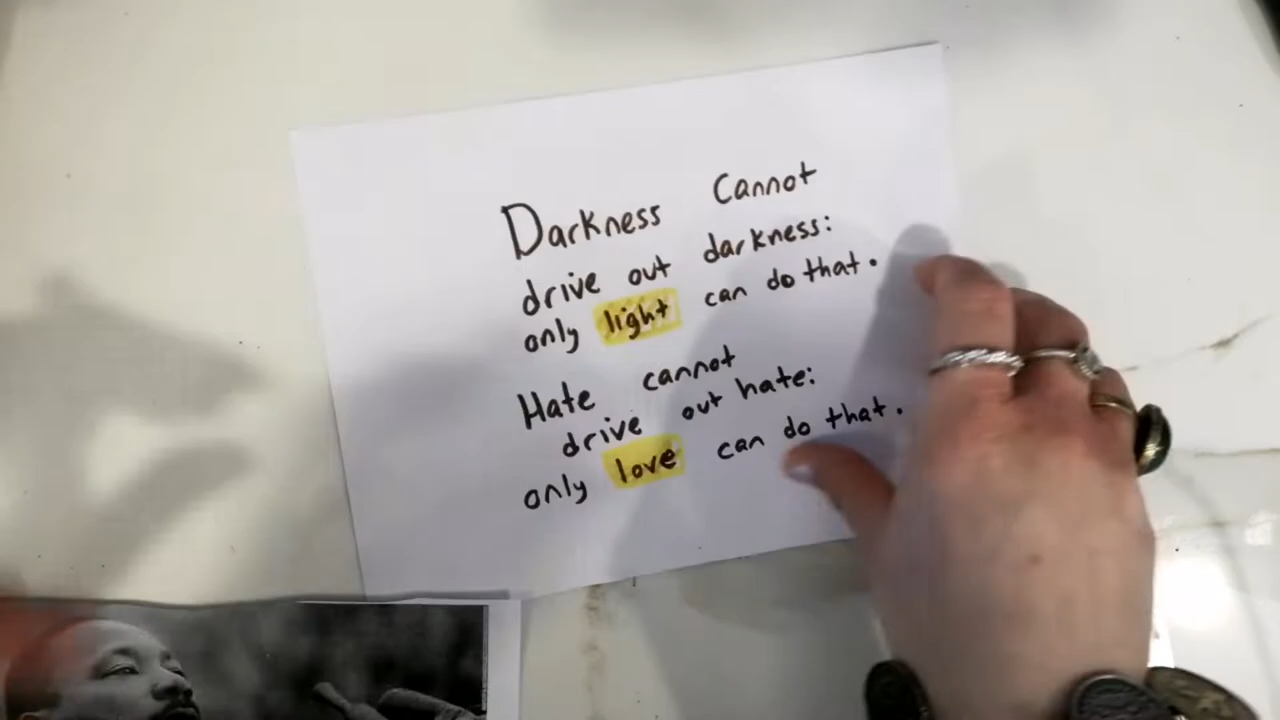 Darkness Cannot
drive out darkness:
only light can do that.
Hate cannot
drive out hate:
only love can do that.